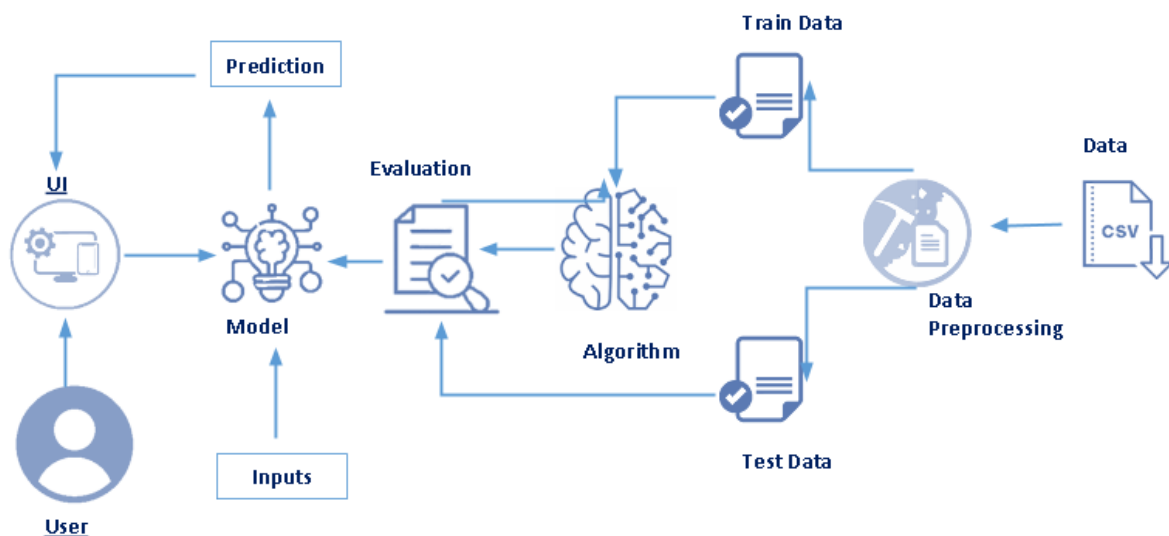 Train Data
Prediction
Data
Evaluation
UI
CSV
Data
Preprocessing
Model
Algorithm
Inputs
Test Data
User